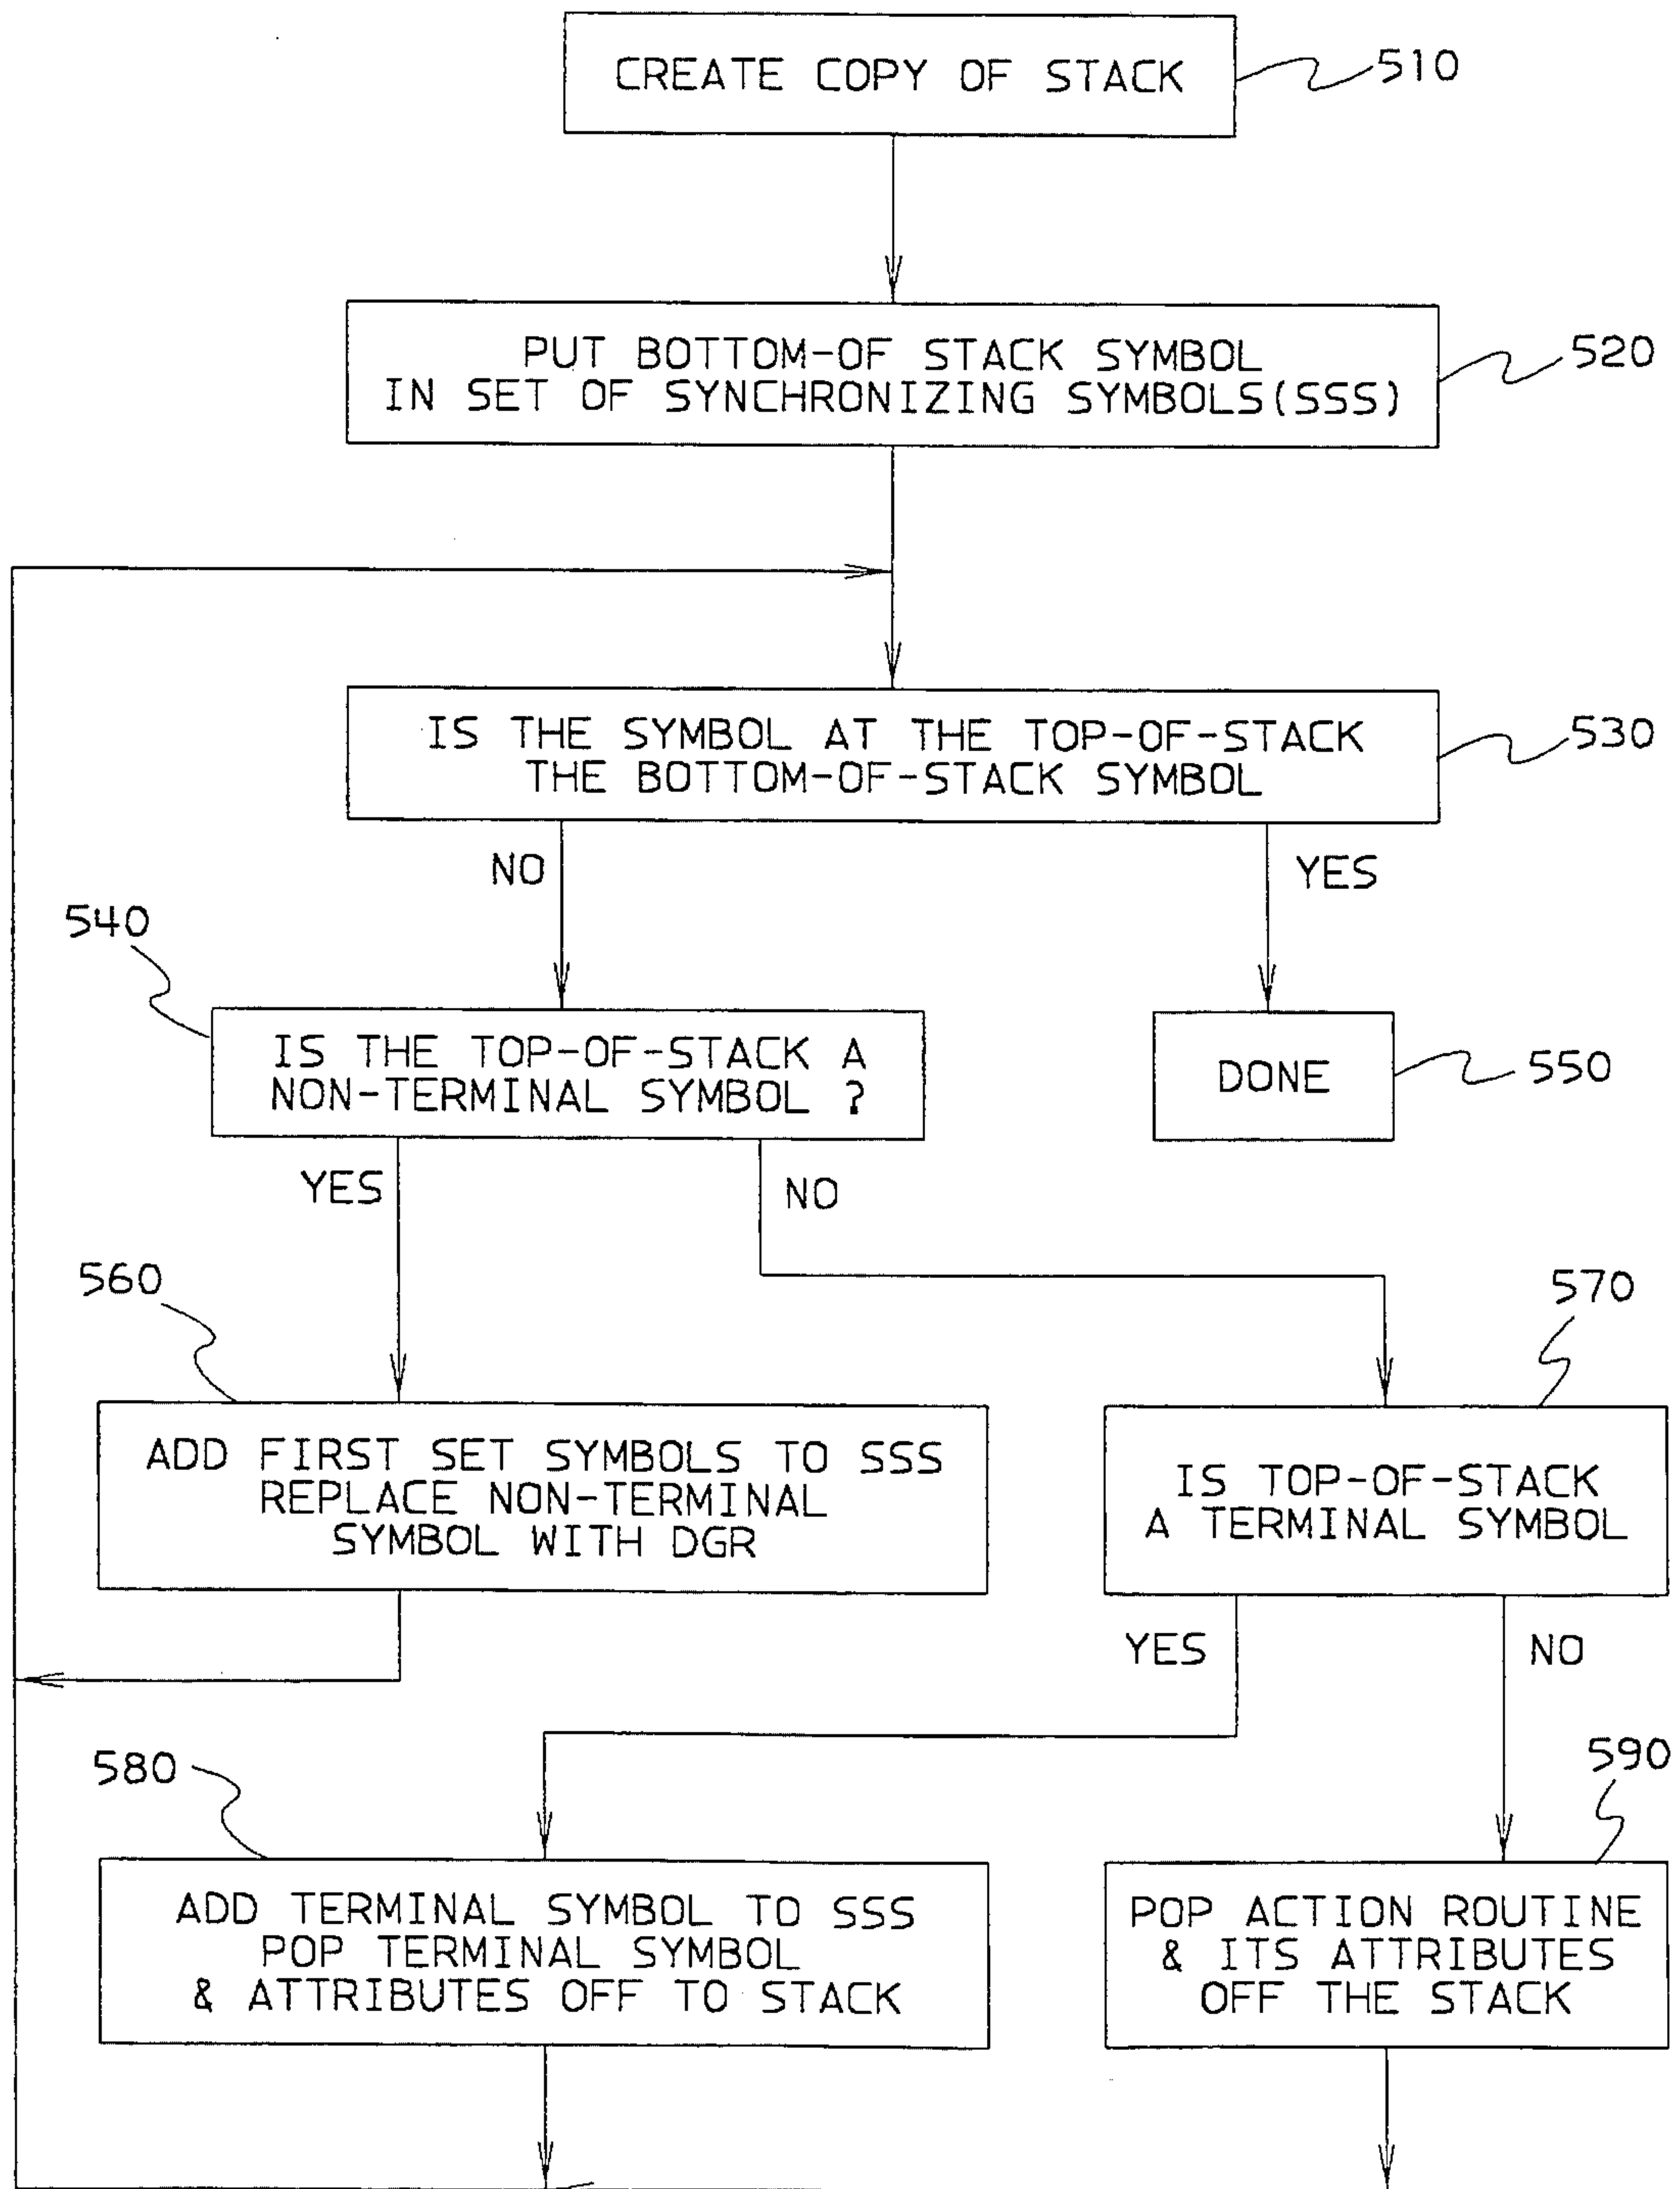 CREATE COPY OF STACK
510
PUT BOTTOM-OF STACK SYMBOL
IN SET OF SYNCHRONIZING SYMBOLS(SSS)
520
IS THE SYMBOL AT THE TOP-OF-STACK
THE BOTTOM-OF-STACK SYMBOL
530
NO
YES
540
IS THE TOP-OF-STACK A
NON-TERMINAL SYMBOL ?
DONE
550
YES
NO
560
570
ADD FIRST SET SYMBOLS TO SSS
REPLACE NON-TERMINAL
SYMBOL WITH DGR
IS TOP-OF-STACK
A TERMINAL SYMBOL
YES
NO
580
590
ADD TERMINAL SYMBOL TO SSS
POP TERMINAL SYMBOL
& ATTRIBUTES OFF TO STACK
POP ACTION ROUTINE
& ITS ATTRIBUTES
OFF THE STACK